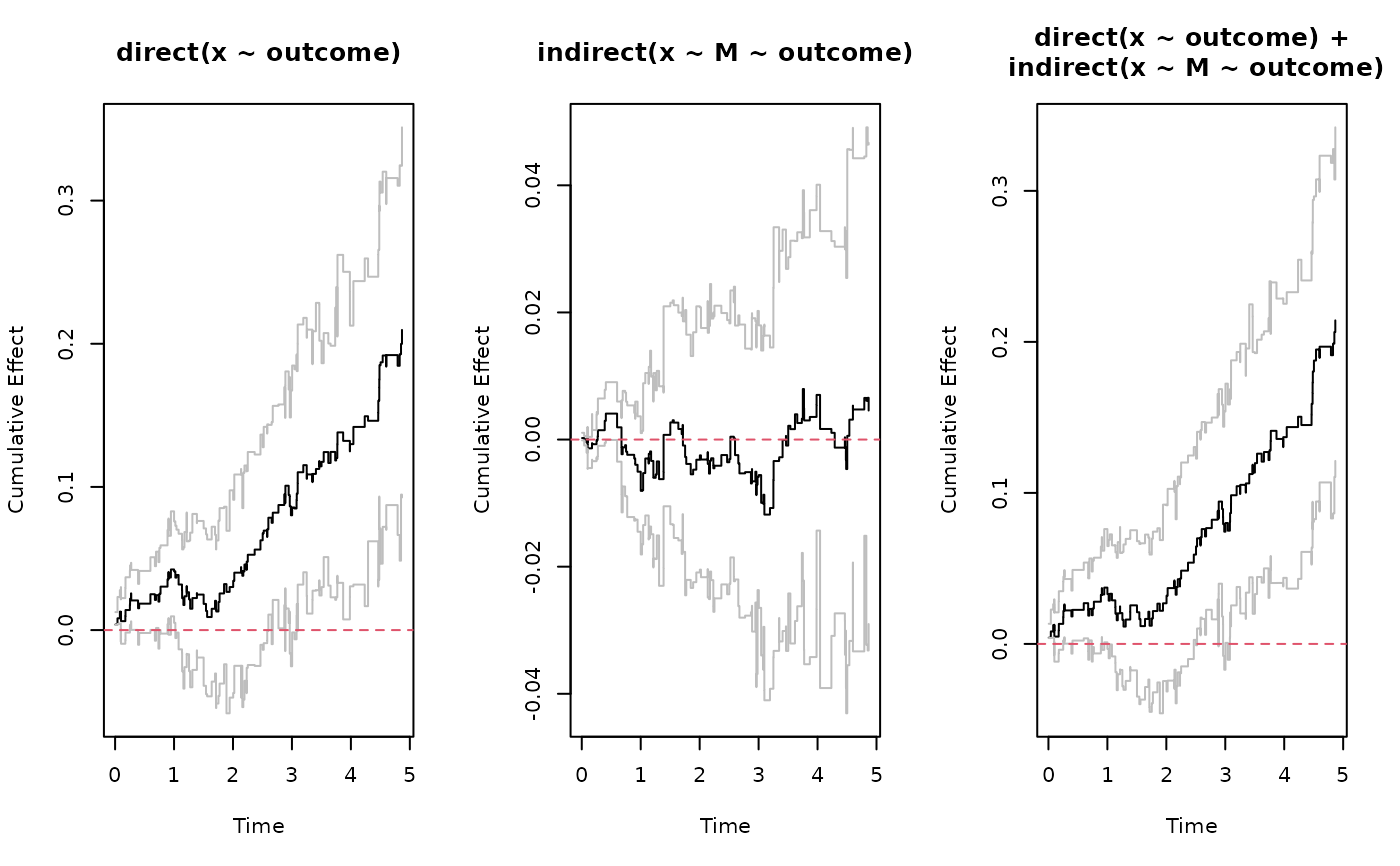 direct(x ~ outcome)
Cumulative Effect
0.3
0.2
0.1
0.0
0 1 2 3 4 5
Time
indirect(x ~ M ~ outcome)
Cumulative Effect
0.04
0.02
0.00
-0.02
-0.04
0 1 2 3 4 5
Time
direct(x ~ outcome) +
indirect(x ~ M ~ outcome)
Cumulative Effect
0.3
0.2
0.1
0.0
0 1 2 3 4 5
Time